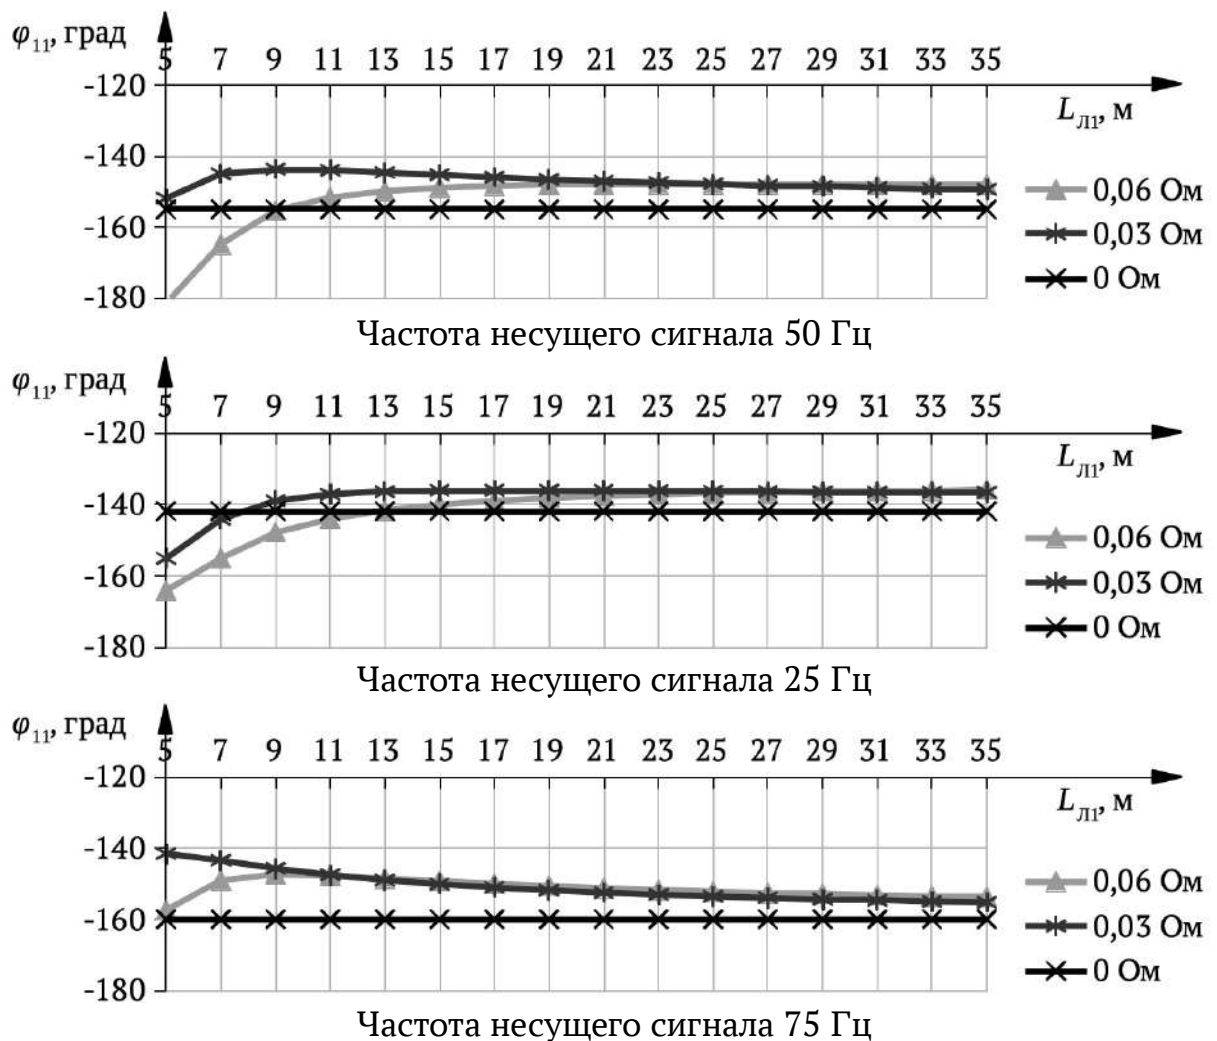 φ₁₁, град
5 7 9 11 13 15 17 19 21 23 25 27 29 31 33 35
-120
L_Л1, м
-140
0,06 Ом
0,03 Ом
-160
0 Ом
-180
Частота несущего сигнала 50 Гц
φ₁₁, град
5 7 9 11 13 15 17 19 21 23 25 27 29 31 33 35
-120
L_Л1, м
-140
0,06 Ом
-160
0,03 Ом
0 Ом
-180
Частота несущего сигнала 25 Гц
φ₁₁, град
5 7 9 11 13 15 17 19 21 23 25 27 29 31 33 35
-120
L_Л1, м
-140
0,06 Ом
-160
0,03 Ом
0 Ом
-180
Частота несущего сигнала 75 Гц